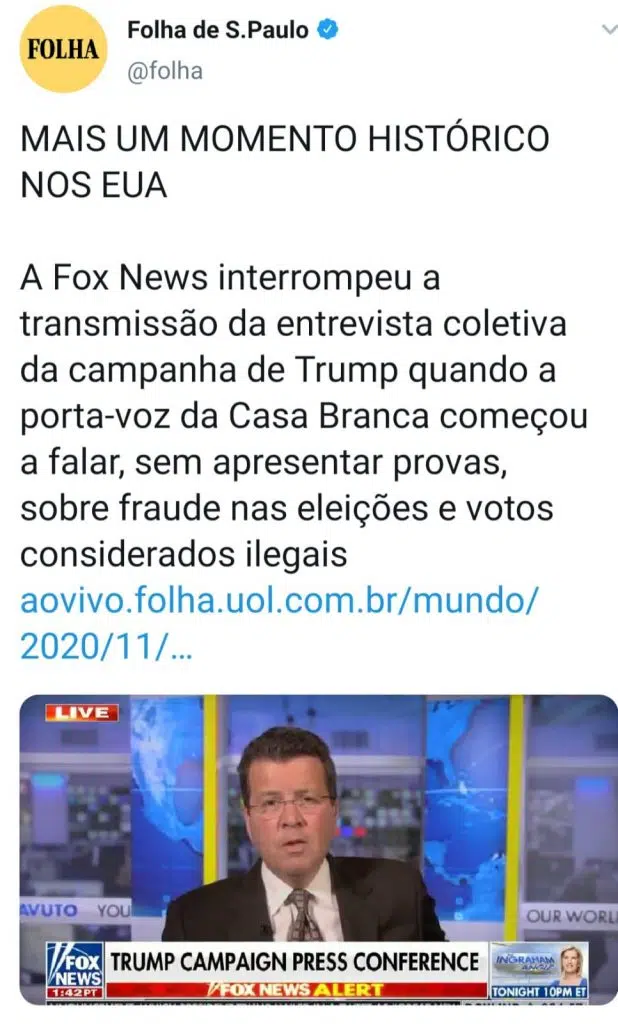 FOLHA
Folha de S.Paulo
@folha
MAIS UM MOMENTO HISTÓRICO
NOS EUA
A Fox News interrompeu a
transmissão da entrevista coletiva
da campanha de Trump quando a
porta-voz da Casa Branca começou
a falar, sem apresentar provas,
sobre fraude nas eleições e votos
considerados ilegais
aovivo.folha.uol.com.br/mundo/
2020/11/…
LIVE
AVUTO YOU
OUR WORL
FOX
NEWS
1:42PT
TRUMP CAMPAIGN PRESS CONFERENCE
FOX NEWS ALERT
INGRAHAM
ANGLE
TONIGHT 10PM ET